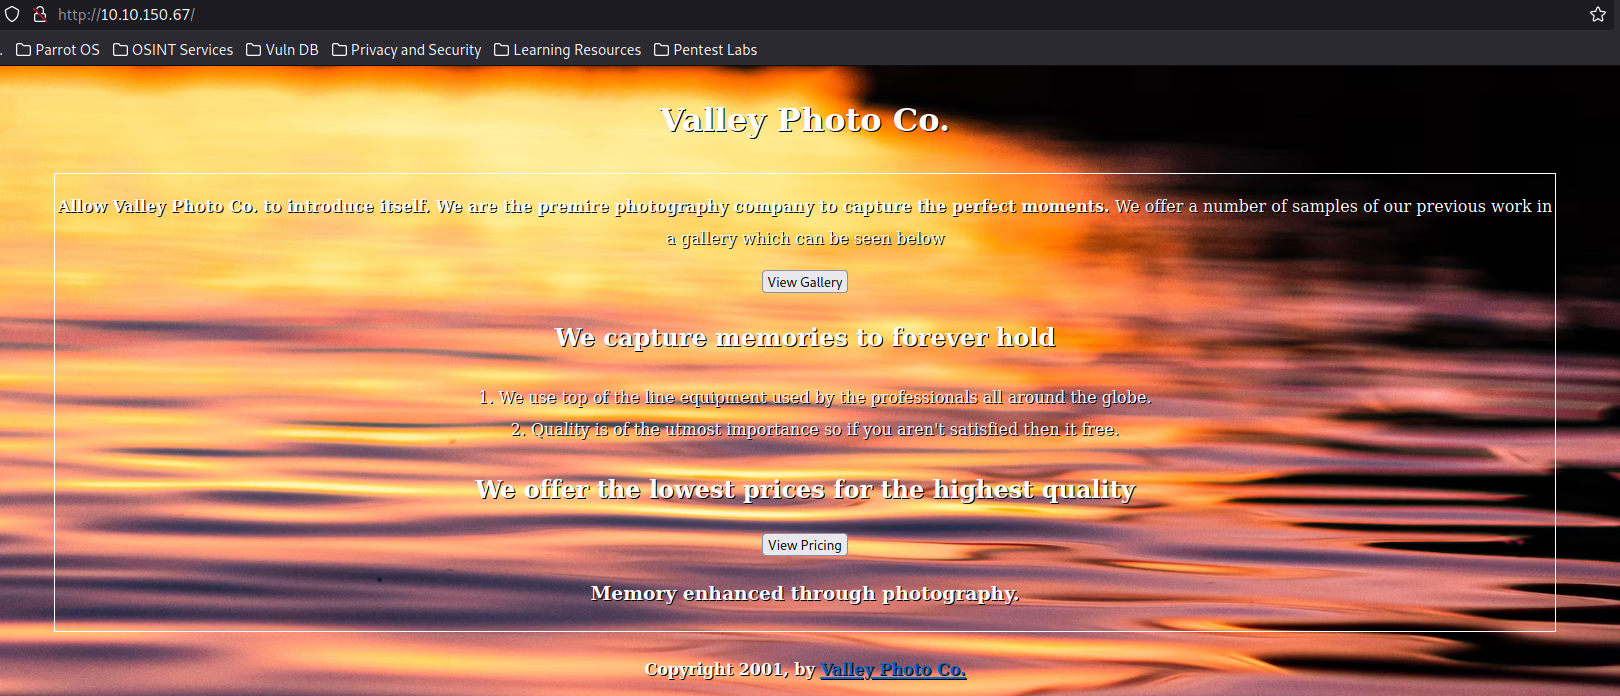 http://10.10.150.67/
Parrot OS OSINT Services Vuln DB Privacy and Security Learning Resources Pentest Labs
Valley Photo Co.
Allow Valley Photo Co. to introduce itself. We are the premire photography company to capture the perfect moments. We offer a number of samples of our previous work in
a gallery which can be seen below
View Gallery
We capture memories to forever hold
1. We use top of the line equipment used by the professionals all around the globe.
2. Quality is of the utmost importance so if you aren't satisfied then it free.
We offer the lowest prices for the highest quality
View Pricing
Memory enhanced through photography.
Copyright 2001, by Valley Photo Co.